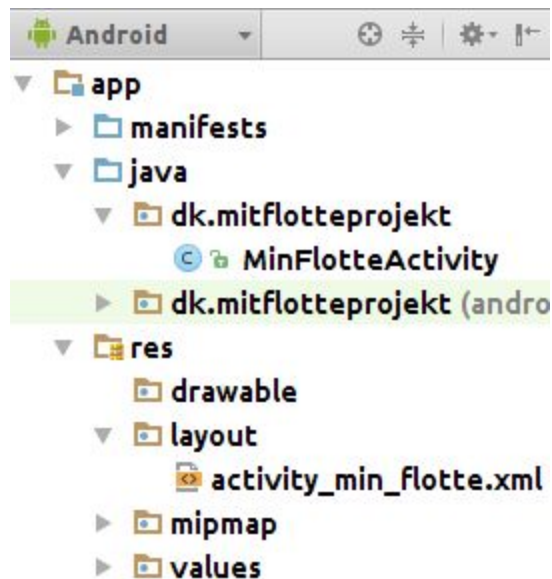 Android
app
manifests
java
dk.mitflotteprojekt
MinFlotteActivity
dk.mitflotteprojekt (andro
res
drawable
layout
activity_min_flotte.xml
mipmap
values